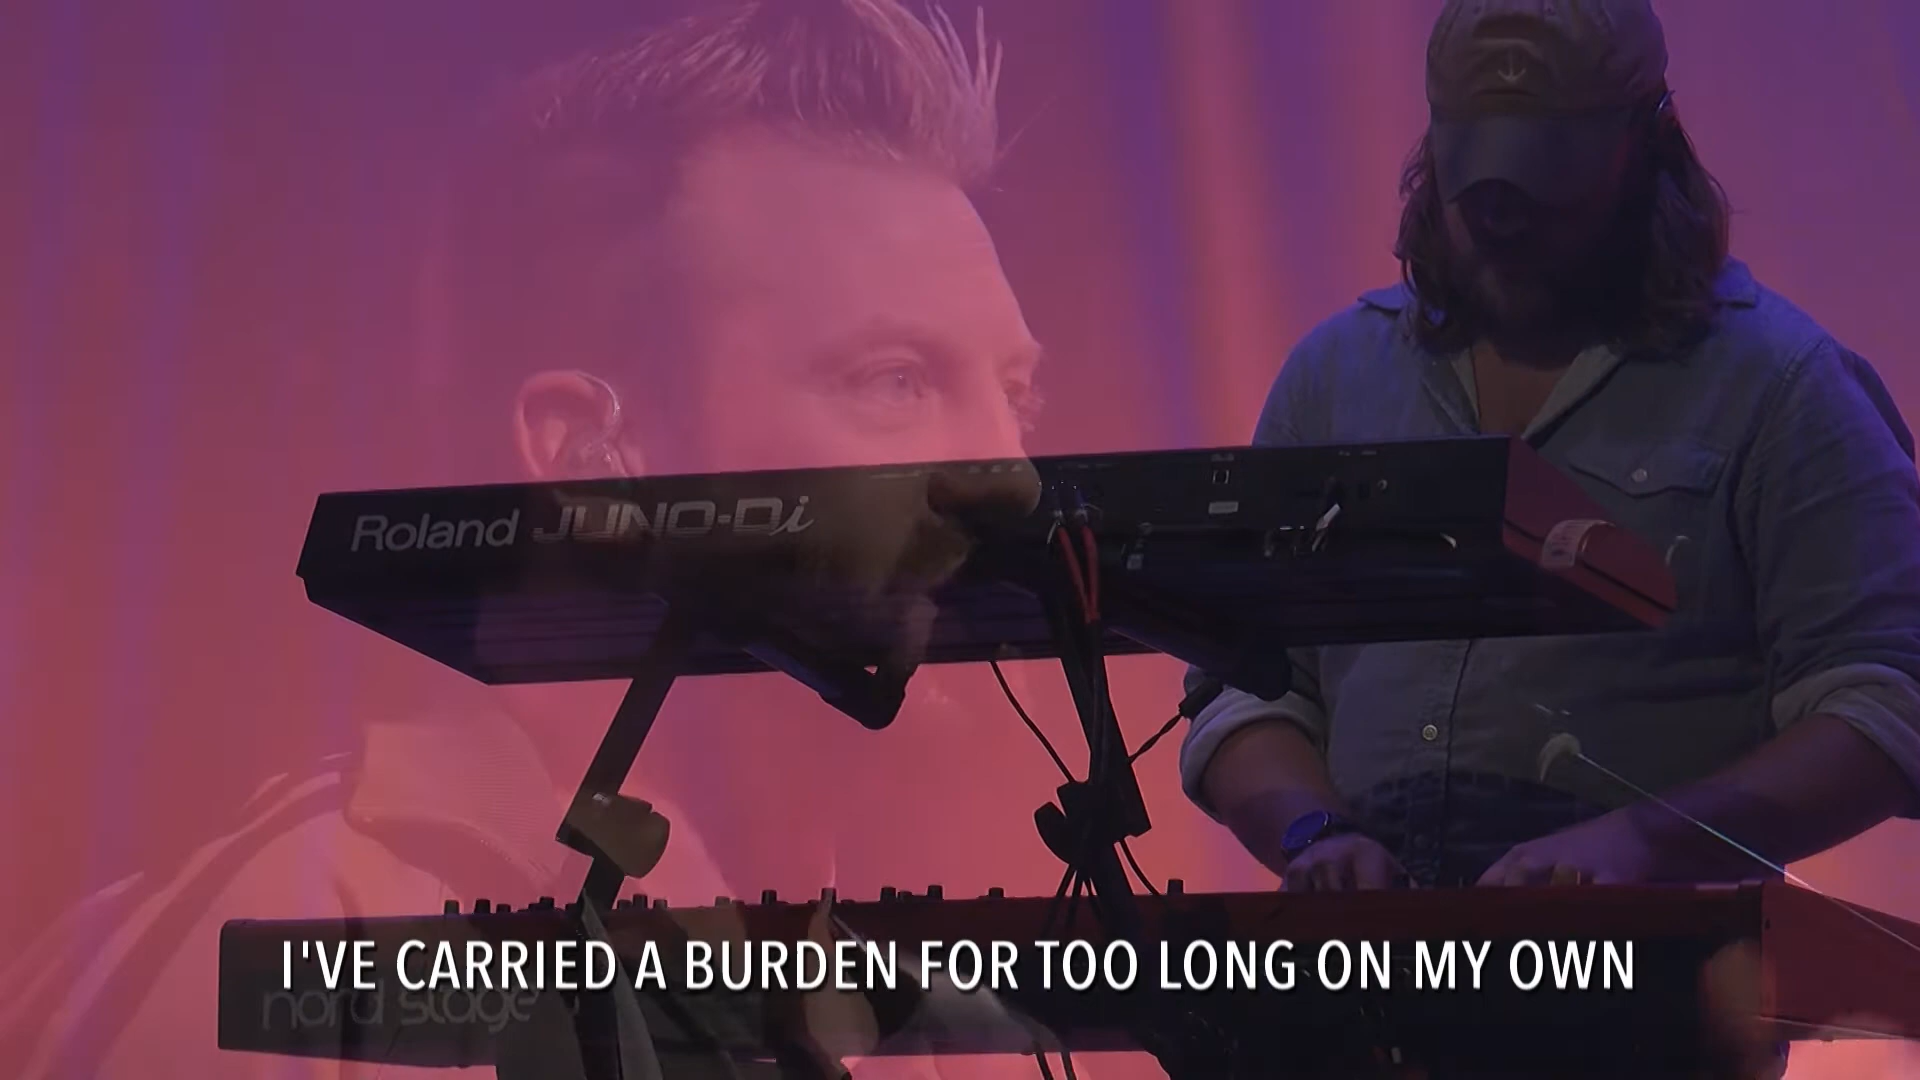 Roland JUNO-Di
I'VE CARRIED A BURDEN FOR TOO LONG ON MY OWN
nord stage